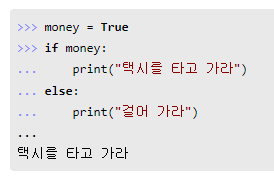 >>> money = True
>>> if money:
...     print("택시를 타고 가라")
... else:
...     print("걸어 가라")
...
택시를 타고 가라